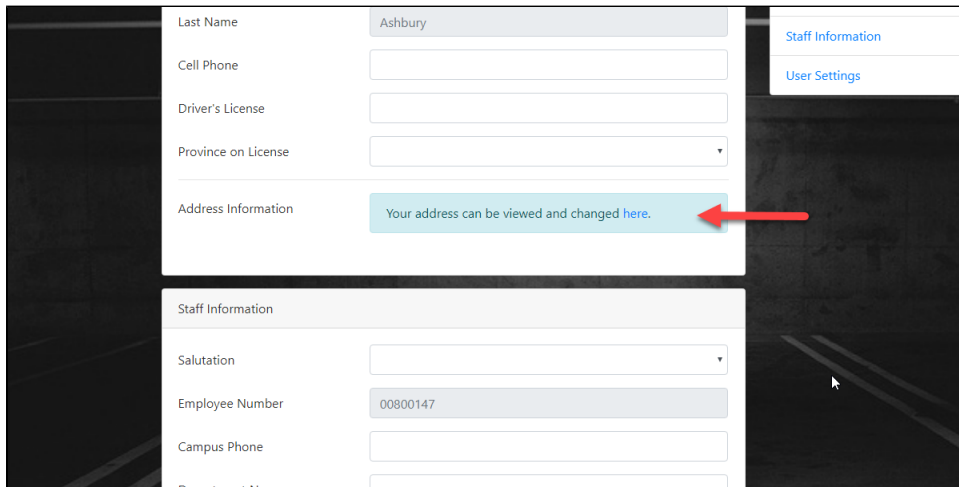 Last Name
Ashbury
Staff Information
Cell Phone
User Settings
Driver's License
Province on License
Address Information
Your address can be viewed and changed here.
Staff Information
Salutation
Employee Number
00800147
Campus Phone